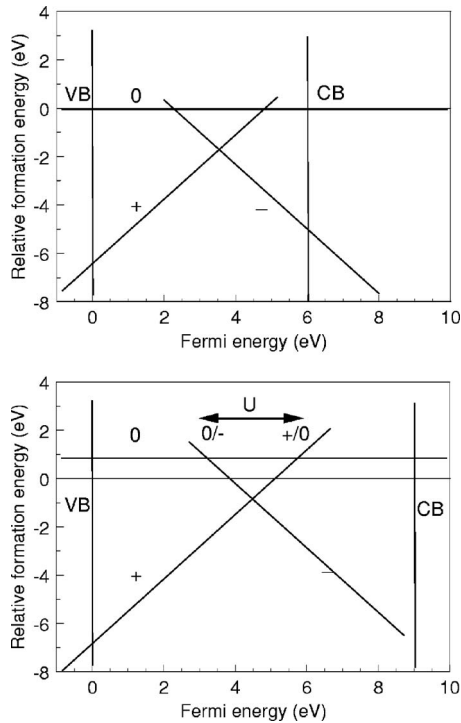 Relative formation energy (eV)
4
2
0
-2
-4
-6
-8
VB 0 CB
+ −
0 2 4 6 8 10
Fermi energy (eV)
Relative formation energy (eV)
4
2
0
-2
-4
-6
-8
U
0 0/- +/0
VB CB
+ −
0 2 4 6 8 10
Fermi energy (eV)